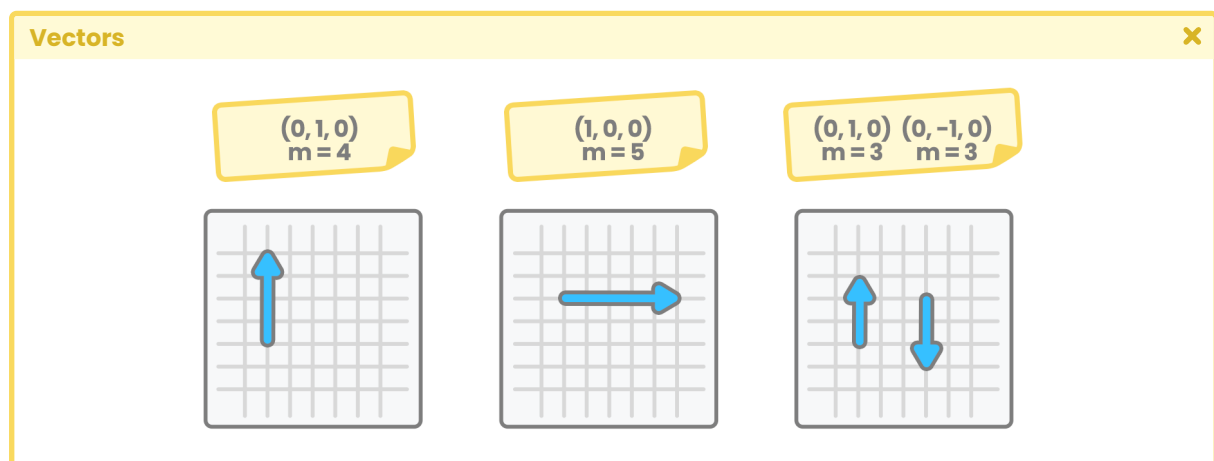 Vectors
(0, 1, 0)
m = 4
(1, 0, 0)
m = 5
(0, 1, 0) (0, −1, 0)
m = 3 m = 3